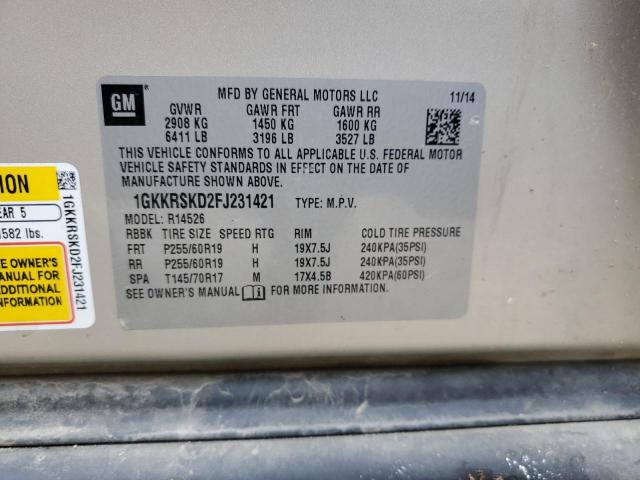 GM
®
MFD BY GENERAL MOTORS LLC 11/14
GVWR GAWR FRT GAWR RR
2908 KG 1450 KG 1600 KG
6411 LB 3196 LB 3527 LB
THIS VEHICLE CONFORMS TO ALL APPLICABLE U.S. FEDERAL MOTOR
VEHICLE SAFETY STANDARDS IN EFFECT ON THE DATE OF
MANUFACTURE SHOWN ABOVE.
1GKKRSKD2FJ231421 TYPE: M.P.V.
MODEL: R14526
RBBK TIRE SIZE SPEED RTG RIM COLD TIRE PRESSURE
FRT P255/60R19 H 19X7.5J 240KPA(35PSI)
RR P255/60R19 H 19X7.5J 240KPA(35PSI)
SPA T145/70R17 M 17X4.5B 420KPA(60PSI)
SEE OWNER'S MANUAL FOR MORE INFORMATION
ION
EAR 5
582 lbs.
EE OWNER'S
MANUAL FOR
ADDITIONAL
INFORMATION
1GKKRSKD2FJ231421